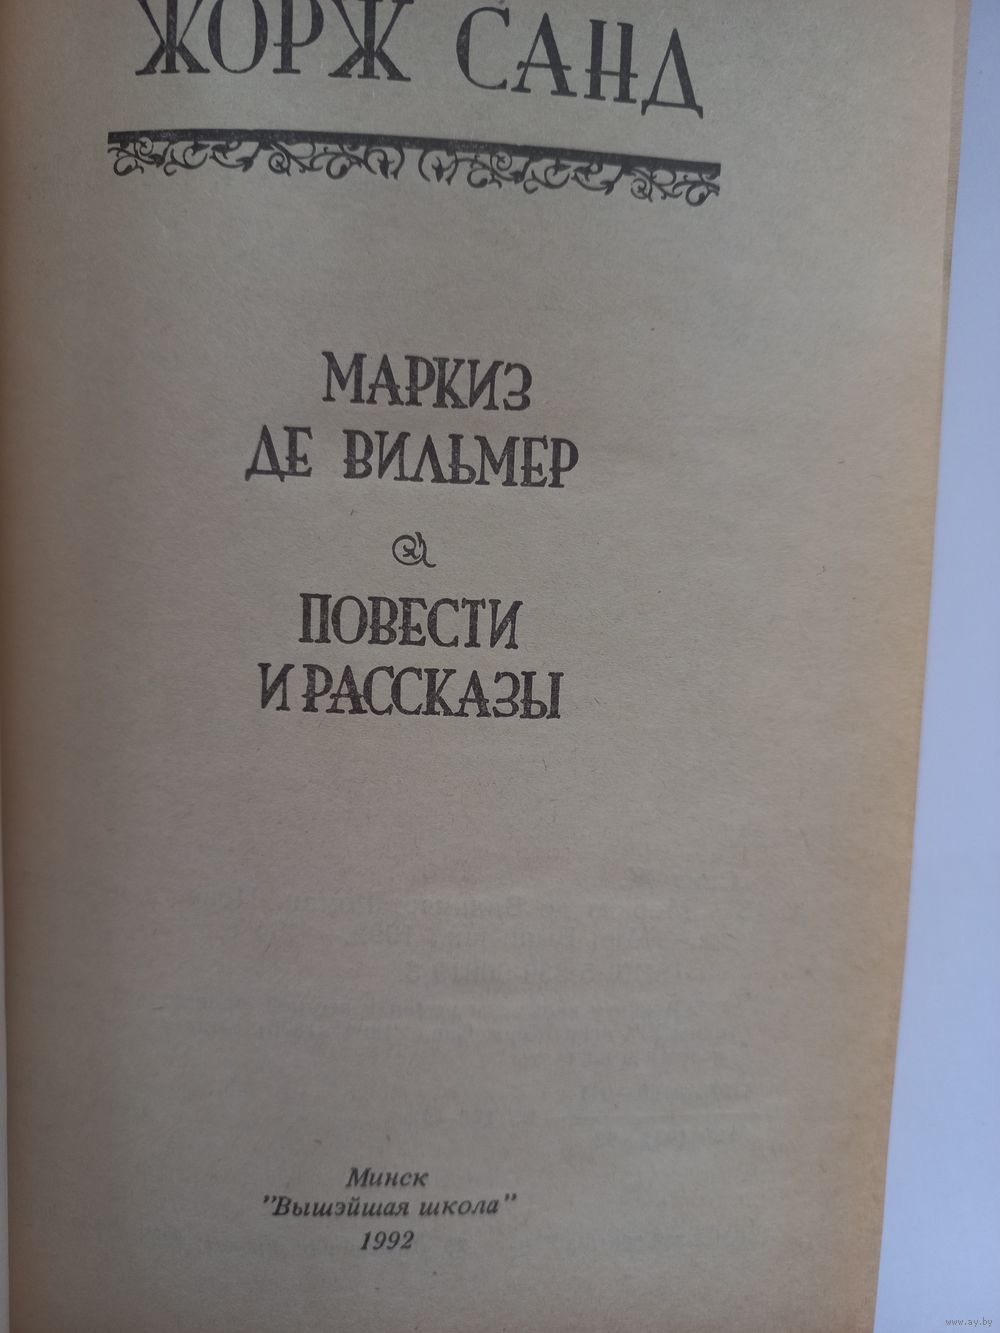 ЖОРЖ САНД
МАРКИЗ
ДЕ ВИЛЬМЕР
ПОВЕСТИ
И РАССКАЗЫ
Минск
"Вышэйшая школа"
1992
www.ay.by